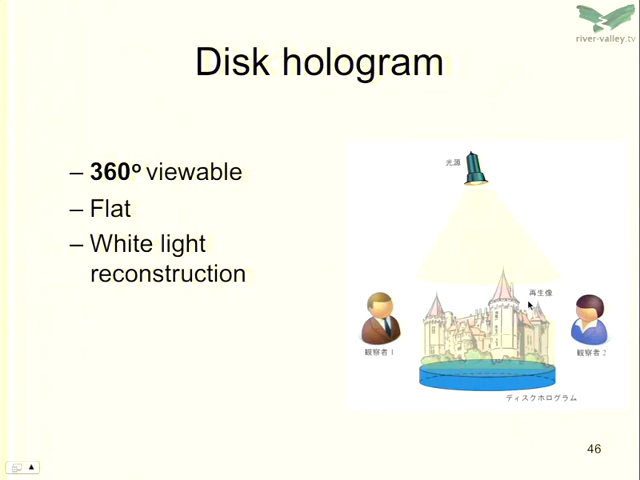 river-valley.tv
Disk hologram
– 360º viewable
– Flat
– White light
reconstruction
光源
再生像
観察者 1
観察者 2
ディスクホログラム
46